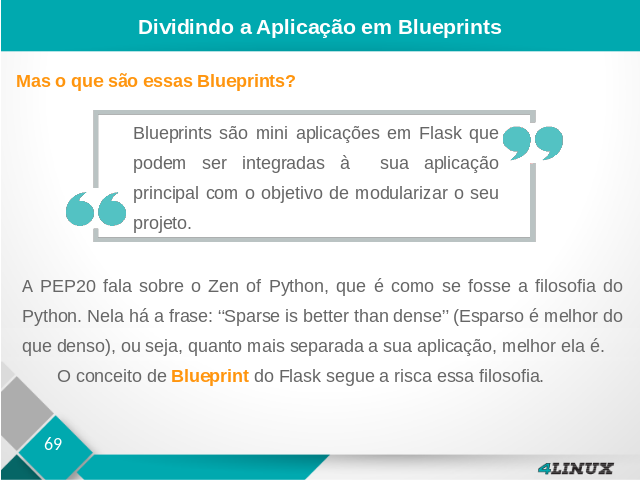 Dividindo a Aplicação em Blueprints
Mas o que são essas Blueprints?
Blueprints são mini aplicações em Flask que
podem ser integradas à sua aplicação
principal com o objetivo de modularizar o seu
projeto.
A PEP20 fala sobre o Zen of Python, que é como se fosse a filosofia do
Python. Nela há a frase: ‘‘Sparse is better than dense’’ (Esparso é melhor do
que denso), ou seja, quanto mais separada a sua aplicação, melhor ela é.
O conceito de Blueprint do Flask segue a risca essa filosofia.
69
4LINUX